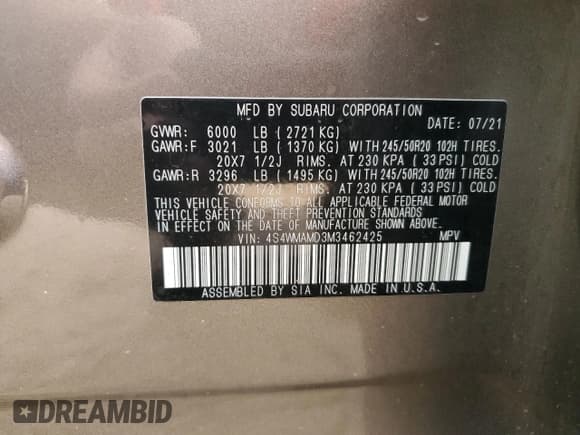 MFD BY SUBARU CORPORATION
GVWR: 6000 LB ( 2721 KG) DATE: 07/21
GAWR:F 3021 LB ( 1370 KG) WITH 245/50R20 102H TIRES.
20X7 1/2J RIMS. AT 230 KPA ( 33 PSI) COLD
GAWR:R 3296 LB ( 1495 KG) WITH 245/50R20 102H TIRES.
20X7 1/2J RIMS. AT 230 KPA ( 33 PSI) COLD
THIS VEHICLE CONFORMS TO ALL APPLICABLE FEDERAL MOTOR
VEHICLE SAFETY AND THEFT PREVENTION STANDARDS
IN EFFECT ON THE DATE OF MANUFACTURE SHOWN ABOVE.
VIN: 4S4WMAMD3M3462425 MPV
ASSEMBLED BY SIA INC. MADE IN U.S.A.
DREAMBID